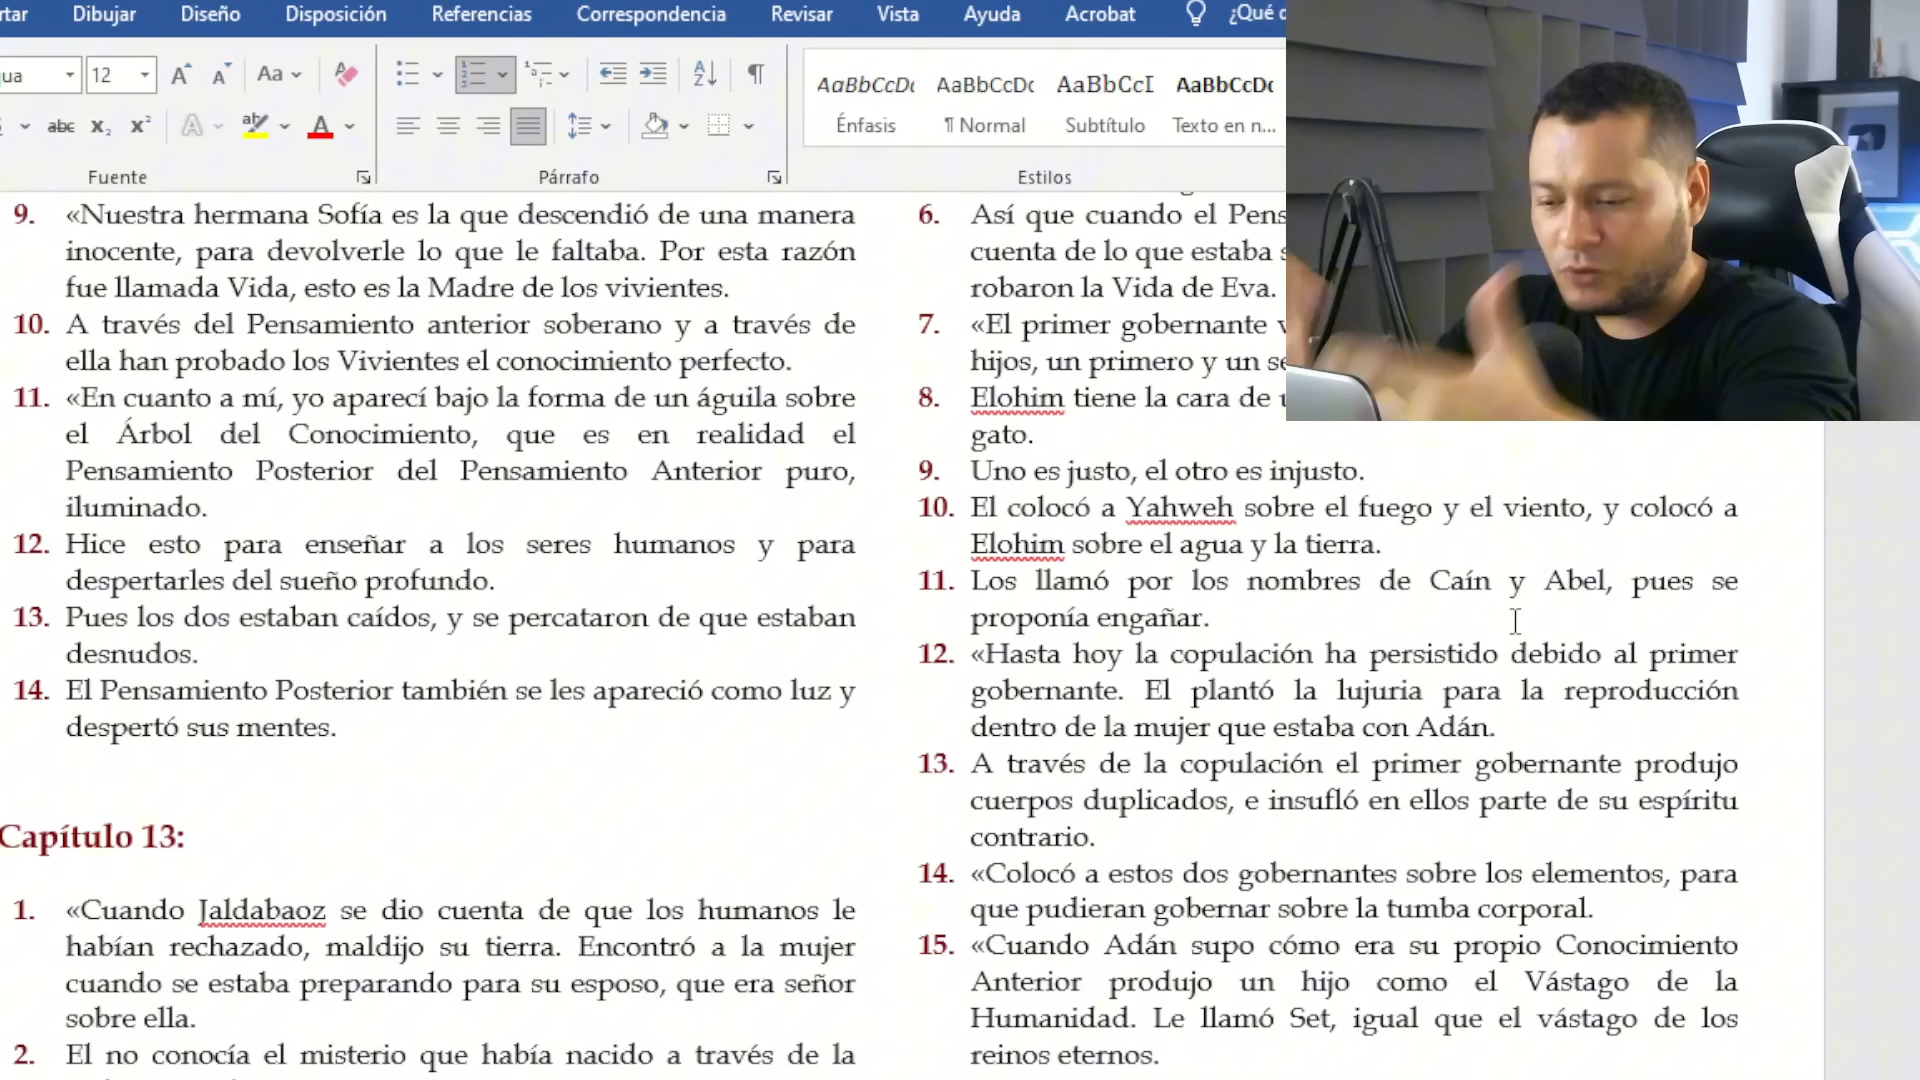 Dibujar Diseño Disposición Referencias Correspondencia Revisar Vista Ayuda Acrobat
12 Aa
abc x₂ x² A ab A
AaBbCcDc AaBbCcDc AaBbCcI AaBbCcDc
Énfasis ¶ Normal Subtítulo Texto en n...
Fuente Párrafo Estilos
9. «Nuestra hermana Sofía es la que descendió de una manera
inocente, para devolverle lo que le faltaba. Por esta razón
fue llamada Vida, esto es la Madre de los vivientes.
10. A través del Pensamiento anterior soberano y a través de
ella han probado los Vivientes el conocimiento perfecto.
11. «En cuanto a mí, yo aparecí bajo la forma de un águila sobre
el Árbol del Conocimiento, que es en realidad el
Pensamiento Posterior del Pensamiento Anterior puro,
iluminado.
12. Hice esto para enseñar a los seres humanos y para
despertarles del sueño profundo.
13. Pues los dos estaban caídos, y se percataron de que estaban
desnudos.
14. El Pensamiento Posterior también se les apareció como luz y
despertó sus mentes.
Capítulo 13:
1. «Cuando Jaldabaoz se dio cuenta de que los humanos le
habían rechazado, maldijo su tierra. Encontró a la mujer
cuando se estaba preparando para su esposo, que era señor
sobre ella.
2. El no conocía el misterio que había nacido a través de la
6. Así que cuando el
cuenta de lo que estaba
robaron la Vida de Eva.
7. «El primer gobernante
hijos, un primero y un
8. Elohim tiene la cara de
gato.
9. Uno es justo, el otro es injusto.
10. El colocó a Yahweh sobre el fuego y el viento, y colocó a
Elohim sobre el agua y la tierra.
11. Los llamó por los nombres de Caín y Abel, pues se
proponía engañar.
12. «Hasta hoy la copulación ha persistido debido al primer
gobernante. El plantó la lujuria para la reproducción
dentro de la mujer que estaba con Adán.
13. A través de la copulación el primer gobernante produjo
cuerpos duplicados, e insufló en ellos parte de su espíritu
contrario.
14. «Colocó a estos dos gobernantes sobre los elementos, para
que pudieran gobernar sobre la tumba corporal.
15. «Cuando Adán supo cómo era su propio Conocimiento
Anterior produjo un hijo como el Vástago de la
Humanidad. Le llamó Set, igual que el vástago de los
reinos eternos.